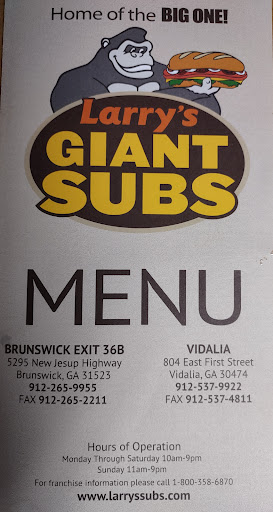 Home of the BIG ONE!
Larry's
GIANT
SUBS
MENU
BRUNSWICK EXIT 36B
5295 New Jesup Highway
Brunswick, GA 31523
912-265-9955
FAX 912-265-2211
VIDALIA
804 East First Street
Vidalia, GA 30474
912-537-9922
FAX 912-537-4811
Hours of Operation
Monday Through Saturday 10am-9pm
Sunday 11am-9pm
For franchise information please call 1-800-358-6870
www.larryssubs.com